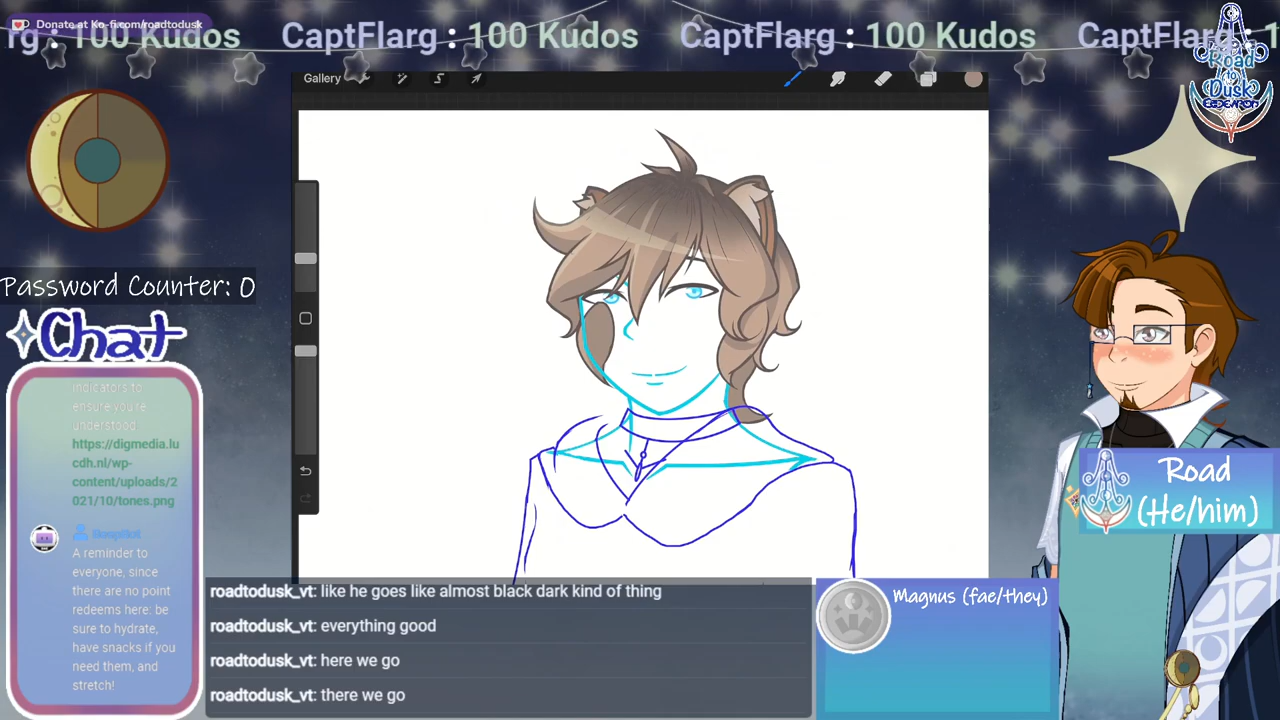 Donate at Ko-fi.com/roadtodusk
rg : 100 Kudos CaptFlarg : 100 Kudos CaptFlarg : 100 Kudos CaptFlarg : 1
Road
to
Dusk
Gallery
Password Counter: 0
Chat
indicators to
ensure you're
understood:
https://digmedia.lu
cdh.nl/wp-
content/uploads/2
021/10/tones.png
A reminder to
everyone, since
there are no point
redeems here: be
sure to hydrate,
have snacks if you
need them, and
stretch!
Road
(He/him)
roadtodusk_vt: like he goes like almost black dark kind of thing
roadtodusk_vt: everything good
roadtodusk_vt: here we go
roadtodusk_vt: there we go
Magnus (fae/they)